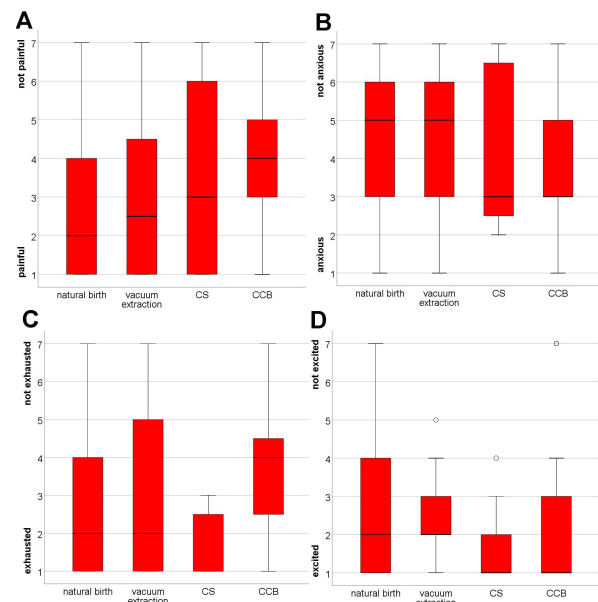 A
not painful
painful
7
6
5
4
3
2
1
natural birth
vacuum
extraction
CS
CCB
B
not anxious
anxious
7
6
5
4
3
2
1
natural birth
vacuum
extraction
CS
CCB
C
not exhausted
exhausted
7
6
5
4
3
2
1
natural birth
vacuum
extraction
CS
CCB
D
not excited
excited
7
6
5
4
3
2
1
natural birth
vacuum
extraction
CS
CCB